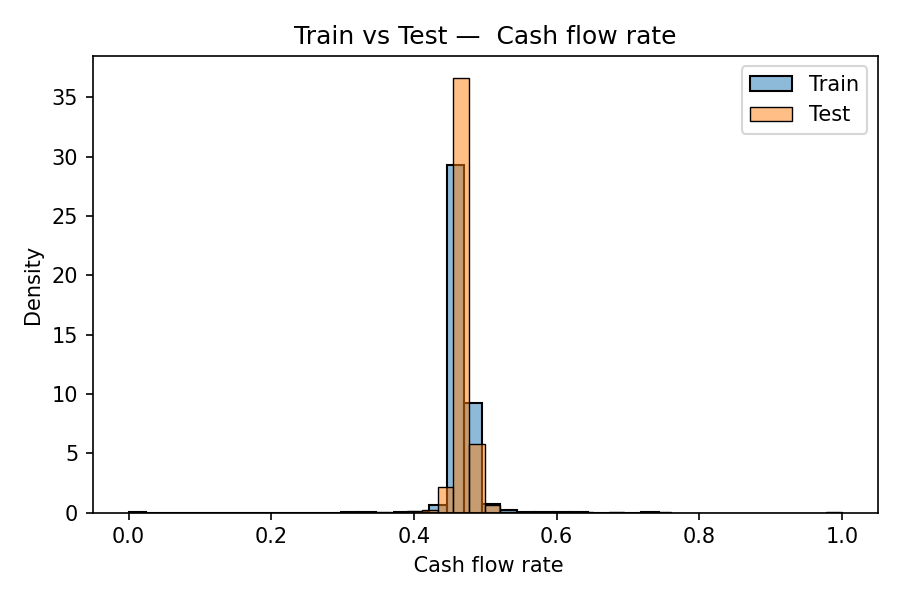 Train vs Test —  Cash flow rate
Train
Test
Density
35
30
25
20
15
10
5
0
0.0 0.2 0.4 0.6 0.8 1.0
Cash flow rate